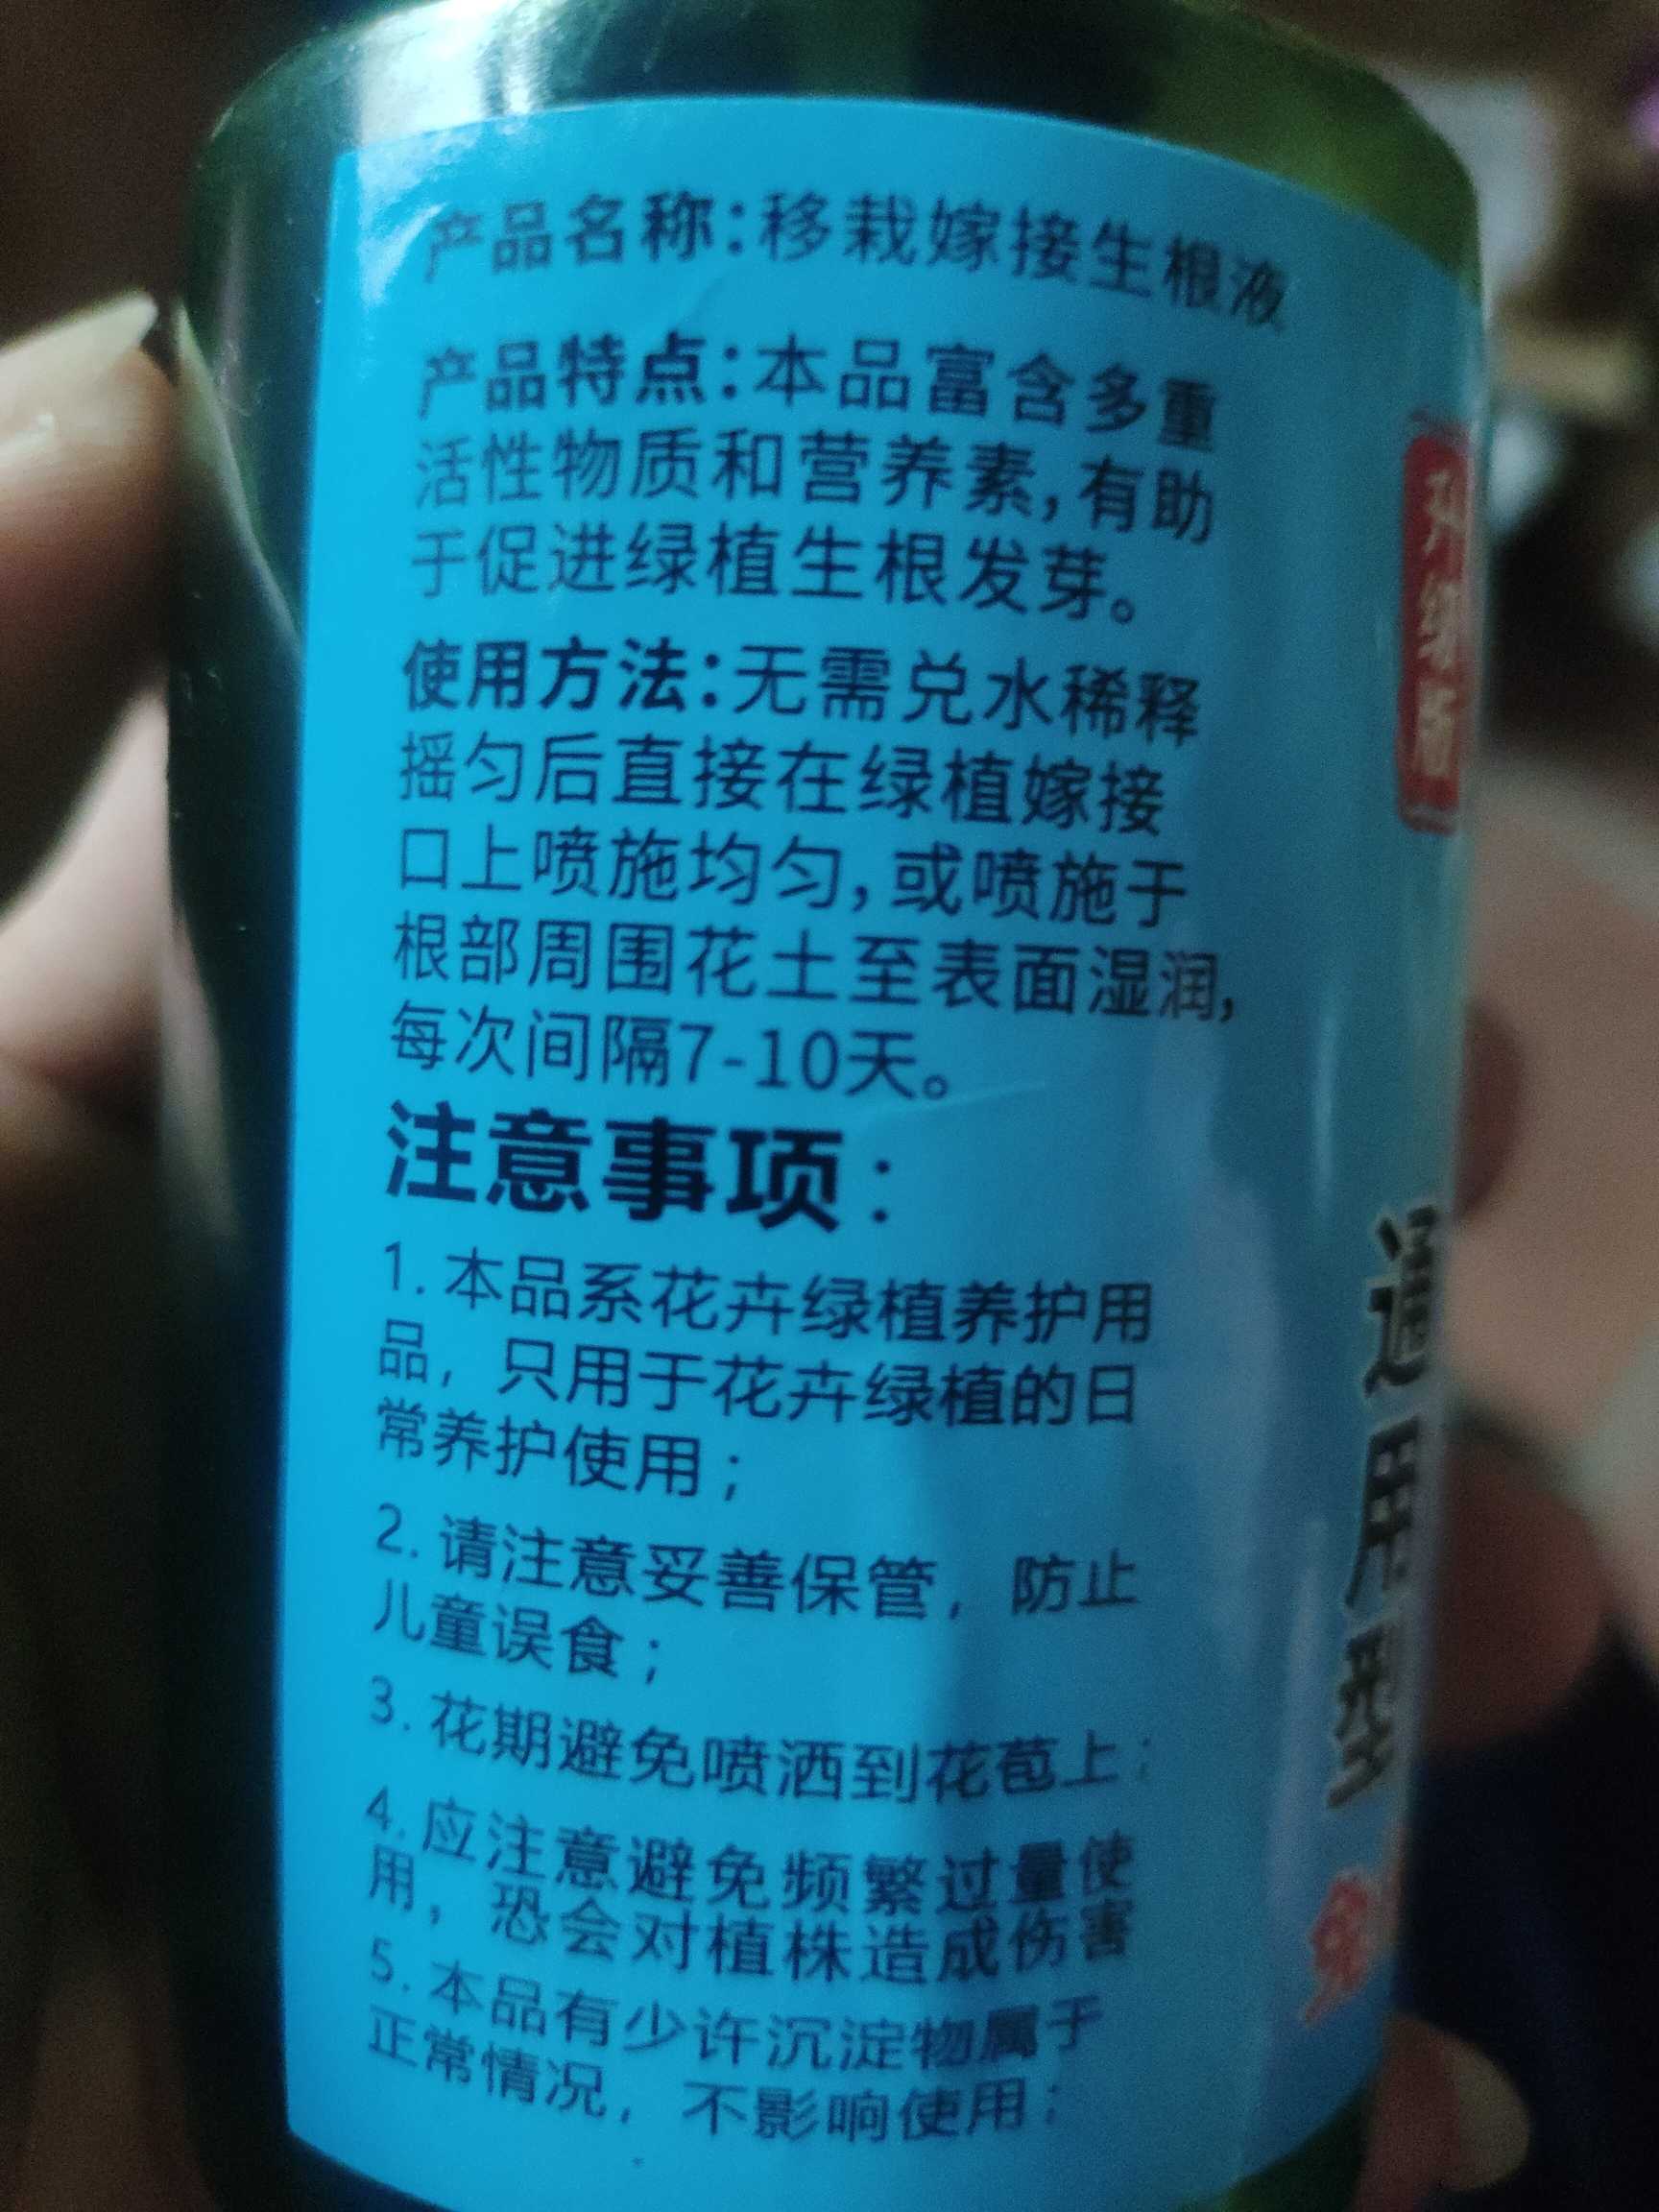 产品名称:移栽嫁接生根液
产品特点:本品富含多重
活性物质和营养素,有助
于促进绿植生根发芽。
使用方法:无需兑水稀释
摇匀后直接在绿植嫁接
口上喷施均匀,或喷施于
根部周围花土至表面湿润,
每次间隔7-10天。
注意事项:
1. 本品系花卉绿植养护用
品，只用于花卉绿植的日
常养护使用；
2. 请注意妥善保管，防止
儿童误食；
3. 花期避免喷洒到花苞上；
4. 应注意避免频繁过量使
用，恐会对植株造成伤害
5. 本品有少许沉淀物属于
正常情况，不影响使用；
通用型